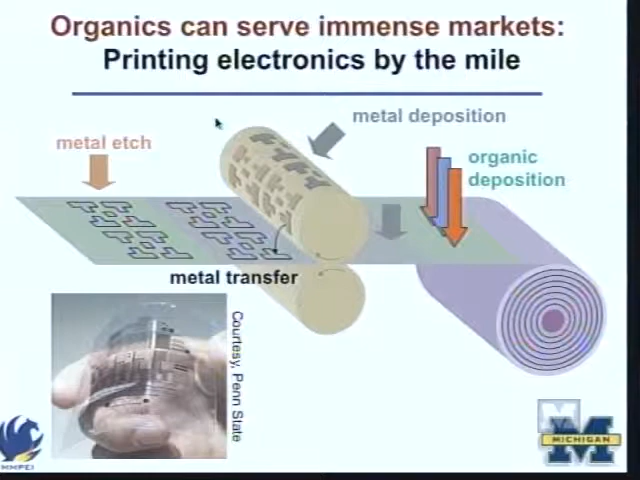 Organics can serve immense markets:
Printing electronics by the mile
metal deposition
metal etch
organic
deposition
metal transfer
Courtesy, Penn State
MMPEI
M
MICHIGAN